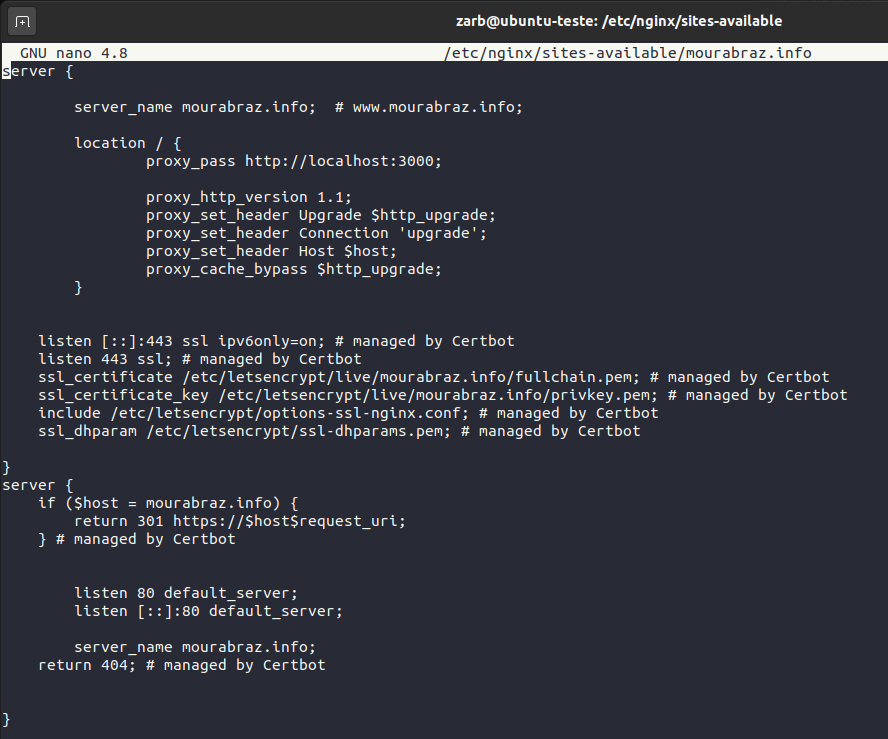 zarb@ubuntu-teste: /etc/nginx/sites-available
GNU nano 4.8 /etc/nginx/sites-available/mourabraz.info
server {
server_name mourabraz.info; # www.mourabraz.info;
location / {
proxy_pass http://localhost:3000;
proxy_http_version 1.1;
proxy_set_header Upgrade $http_upgrade;
proxy_set_header Connection 'upgrade';
proxy_set_header Host $host;
proxy_cache_bypass $http_upgrade;
}
listen [::]:443 ssl ipv6only=on; # managed by Certbot
listen 443 ssl; # managed by Certbot
ssl_certificate /etc/letsencrypt/live/mourabraz.info/fullchain.pem; # managed by Certbot
ssl_certificate_key /etc/letsencrypt/live/mourabraz.info/privkey.pem; # managed by Certbot
include /etc/letsencrypt/options-ssl-nginx.conf; # managed by Certbot
ssl_dhparam /etc/letsencrypt/ssl-dhparams.pem; # managed by Certbot
}
server {
if ($host = mourabraz.info) {
return 301 https://$host$request_uri;
} # managed by Certbot
listen 80 default_server;
listen [::]:80 default_server;
server_name mourabraz.info;
return 404; # managed by Certbot
}